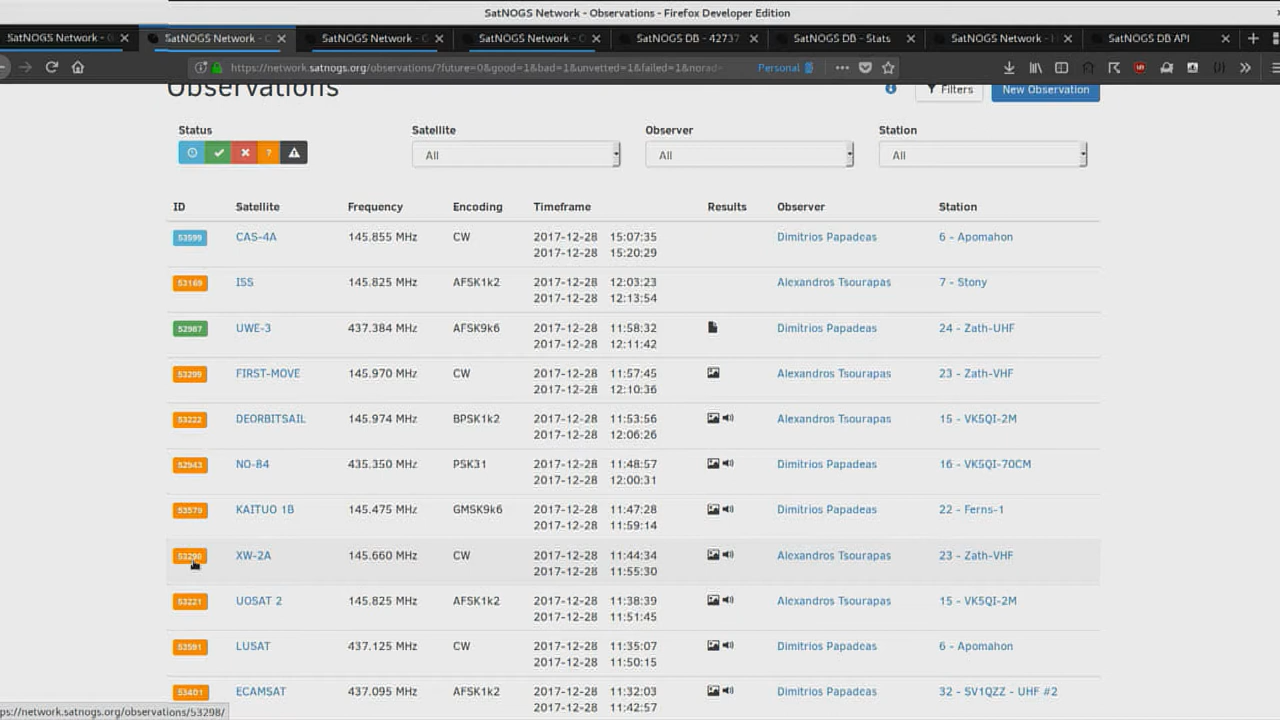 SatNOGS Network - Observations - Firefox Developer Edition
SatNOGS Network - SatNOGS Network - SatNOGS Network - SatNOGS Network - SatNOGS DB - 42737 SatNOGS DB - Stats SatNOGS Network - SatNOGS DB API
https://network.satnogs.org/observations/?future=0&good=1&bad=1&unvetted=1&failed=1&norad- Personal
Observations
Filters New Observation
Status Satellite Observer Station
All All All
ID Satellite Frequency Encoding Timeframe Results Observer Station
53599 CAS-4A 145.855 MHz CW 2017-12-28 15:07:35 Dimitrios Papadeas 6 - Apomahon
2017-12-28 15:20:29
53169 ISS 145.825 MHz AFSK1k2 2017-12-28 12:03:23 Alexandros Tsourapas 7 - Stony
2017-12-28 12:13:54
52987 UWE-3 437.384 MHz AFSK9k6 2017-12-28 11:58:32 Dimitrios Papadeas 24 - Zath-UHF
2017-12-28 12:11:42
53299 FIRST-MOVE 145.970 MHz CW 2017-12-28 11:57:45 Alexandros Tsourapas 23 - Zath-VHF
2017-12-28 12:10:36
53222 DEORBITSAIL 145.974 MHz BPSK1k2 2017-12-28 11:53:56 Alexandros Tsourapas 15 - VK5QI-2M
2017-12-28 12:06:26
52943 NO-84 435.350 MHz PSK31 2017-12-28 11:48:57 Dimitrios Papadeas 16 - VK5QI-70CM
2017-12-28 12:00:31
53579 KAITUO 1B 145.475 MHz GMSK9k6 2017-12-28 11:47:28 Dimitrios Papadeas 22 - Ferns-1
2017-12-28 11:59:14
53298 XW-2A 145.660 MHz CW 2017-12-28 11:44:34 Alexandros Tsourapas 23 - Zath-VHF
2017-12-28 11:55:30
53221 UOSAT 2 145.825 MHz AFSK1k2 2017-12-28 11:38:39 Alexandros Tsourapas 15 - VK5QI-2M
2017-12-28 11:51:45
53591 LUSAT 437.125 MHz CW 2017-12-28 11:35:07 Dimitrios Papadeas 6 - Apomahon
2017-12-28 11:50:15
53401 ECAMSAT 437.095 MHz AFSK1k2 2017-12-28 11:32:03 Dimitrios Papadeas 32 - SV1QZZ - UHF #2
2017-12-28 11:42:57
ps://network.satnogs.org/observations/53298/